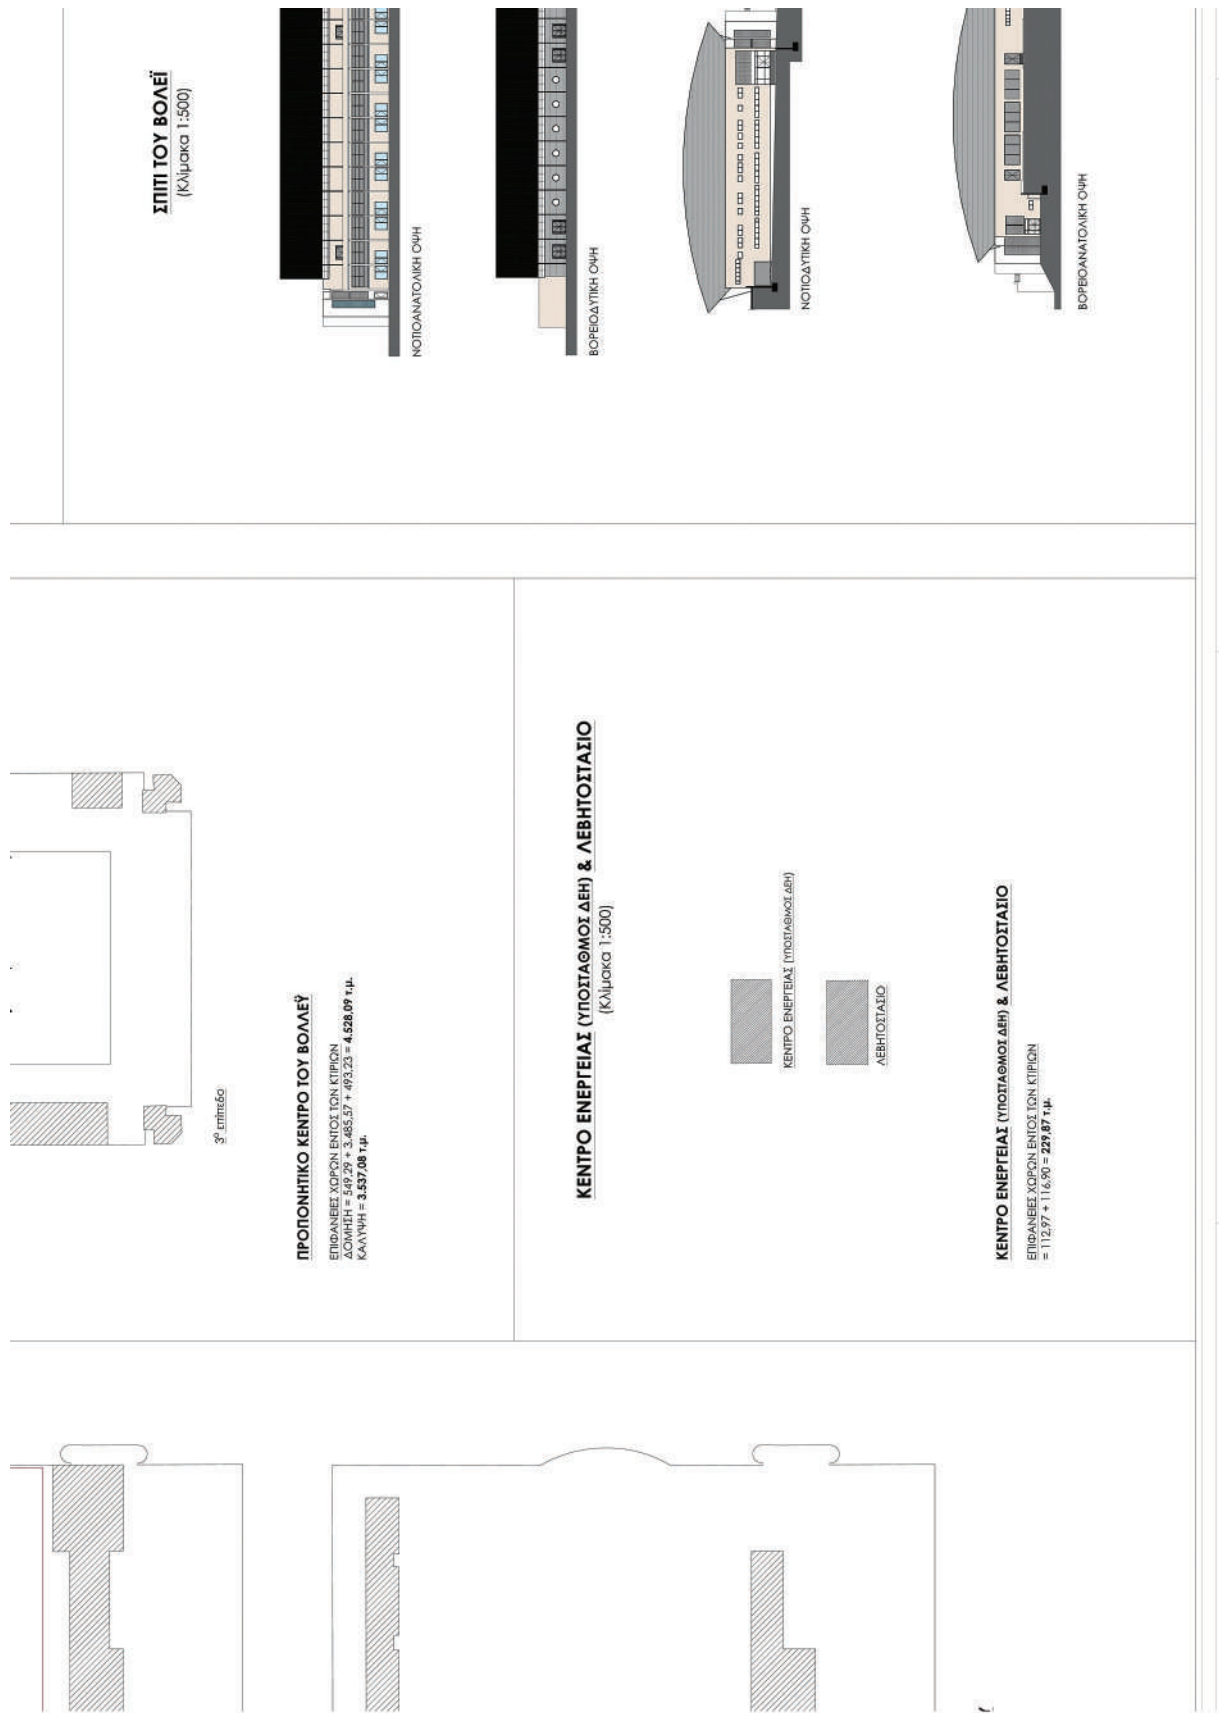 ΣΠΙΤΙ ΤΟΥ ΒΟΛΕΪ
(Κλίμακα 1:500)
ΝΟΤΙΟΑΝΑΤΟΛΙΚΗ ΟΨΗ
ΒΟΡΕΙΟΔΥΤΙΚΗ ΟΨΗ
ΝΟΤΙΟΔΥΤΙΚΗ ΟΨΗ
ΒΟΡΕΙΟΑΝΑΤΟΛΙΚΗ ΟΨΗ
3º επίπεδο
ΠΡΟΠΟΝΗΤΙΚΟ ΚΕΝΤΡΟ ΤΟΥ ΒΟΛΛΕΫ
ΕΠΙΦΑΝΕΙΕΣ ΧΩΡΩΝ ΕΝΤΟΣ ΤΩΝ ΚΤΙΡΙΩΝ
ΔΟΜΗΣΗ = 549,29 + 3.485,57 + 493,23 = 4.528,09 τ.μ.
ΚΑΛΥΨΗ = 3.537,08 τ.μ.
ΚΕΝΤΡΟ ΕΝΕΡΓΕΙΑΣ (ΥΠΟΣΤΑΘΜΟΣ ΔΕΗ) & ΛΕΒΗΤΟΣΤΑΣΙΟ
(Κλίμακα 1:500)
ΚΕΝΤΡΟ ΕΝΕΡΓΕΙΑΣ (ΥΠΟΣΤΑΘΜΟΣ ΔΕΗ)
ΛΕΒΗΤΟΣΤΑΣΙΟ
ΚΕΝΤΡΟ ΕΝΕΡΓΕΙΑΣ (ΥΠΟΣΤΑΘΜΟΣ ΔΕΗ) & ΛΕΒΗΤΟΣΤΑΣΙΟ
ΕΠΙΦΑΝΕΙΕΣ ΧΩΡΩΝ ΕΝΤΟΣ ΤΩΝ ΚΤΙΡΙΩΝ
= 112,97 + 116,90 = 229,87 τ.μ.